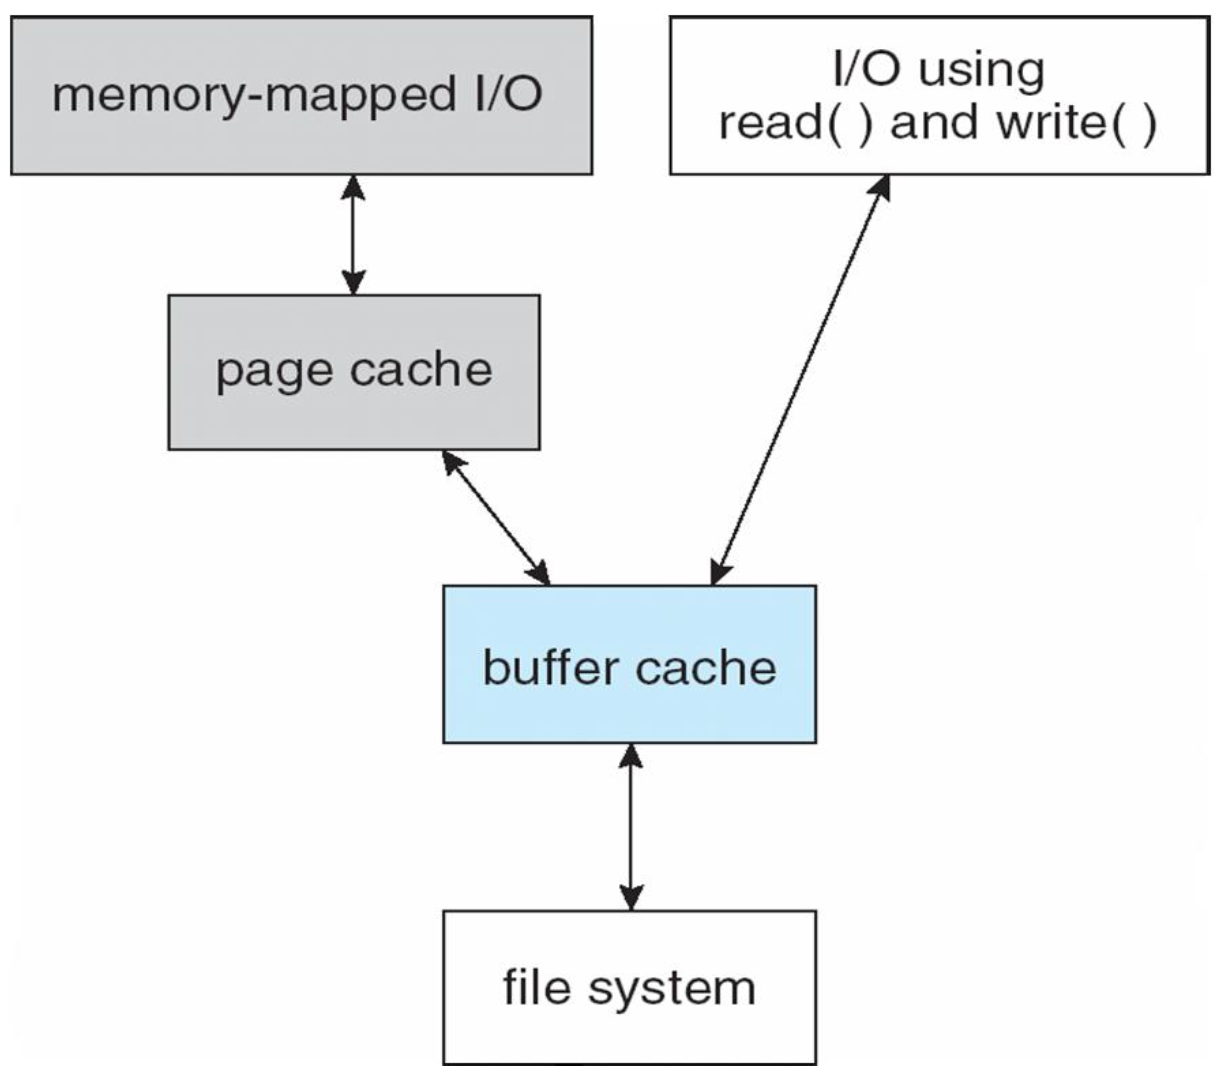 memory-mapped I/O
I/O using
read( ) and write( )
page cache
buffer cache
file system